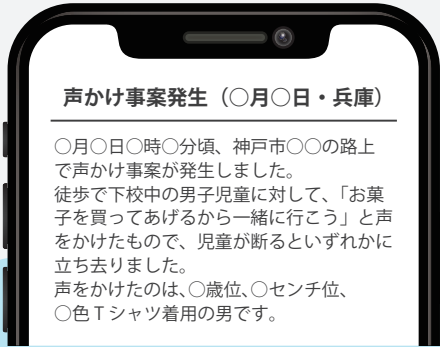 声かけ事案発生（○月○日・兵庫）
○月○日○時○分頃、神戸市○○の路上
で声かけ事案が発生しました。
徒歩で下校中の男子児童に対して、「お菓
子を買ってあげるから一緒に行こう」と声
をかけたもので、児童が断るといずれかに
立ち去りました。
声をかけたのは、○歳位、○センチ位、
○色Ｔシャツ着用の男です。